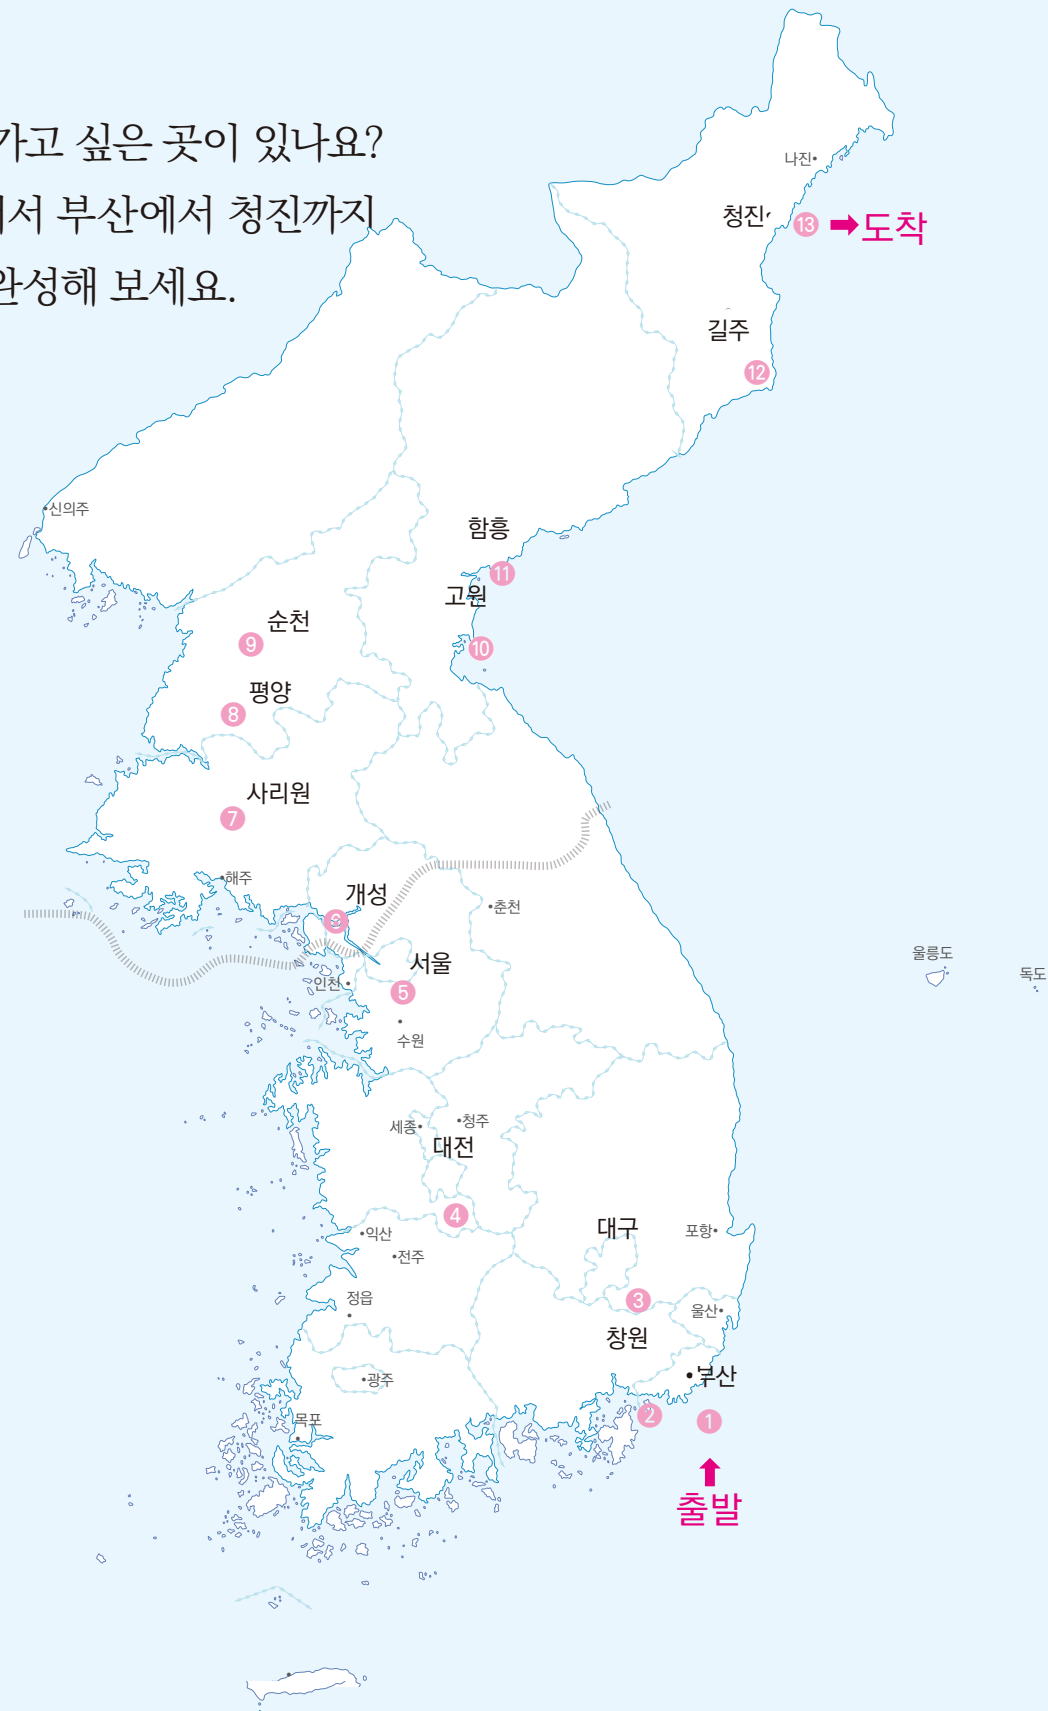 가고 싶은 곳이 있나요?
서 부산에서 청진까지
완성해 보세요.
나진
청진
13 도착
길주
12
신의주
함흥
11
고원
순천
9
10
평양
8
사리원
7
해주
개성
6
춘천
서울
인천
5
수원
울릉도
독도
세종
청주
대전
4
익산
전주
대구
포항
정읍
3
울산
창원
부산
광주
목포
2
1
출발